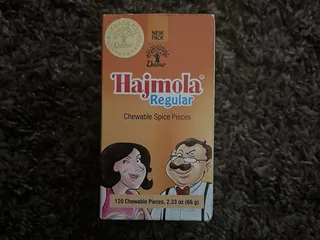 NEW
PACK
Dabur
Hajmola®
Regular
Chewable Spice Pieces
120 Chewable Pieces, 2.33 oz (66 g)